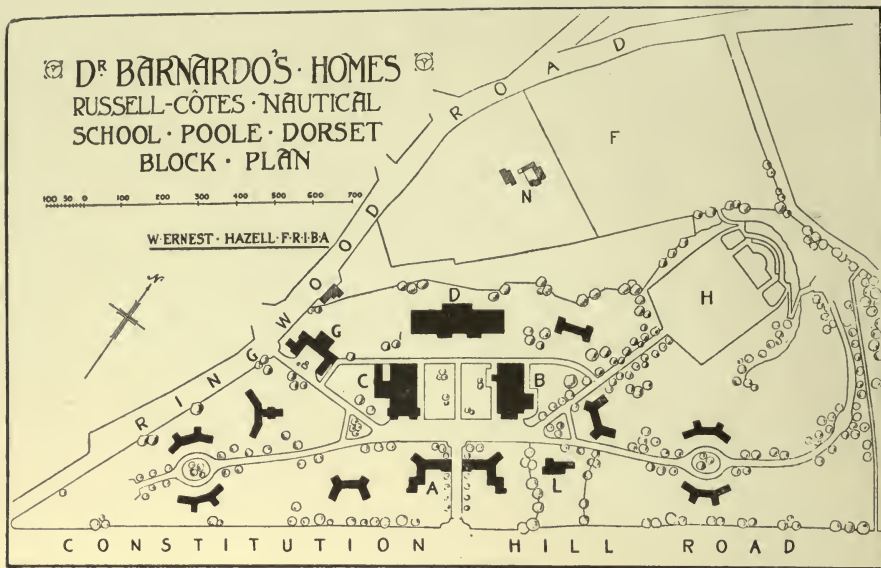 DR BARNARDO'S · HOMES
RUSSELL-CÔTES · NAUTICAL
SCHOOL · POOLE · DORSET
BLOCK · PLAN
100 50 0 100 200 300 400 500 600 700
W · ERNEST · HAZELL · F · R · I · B · A
N
RINGWOOD ROAD
F
N
H
D
G
C
B
A
L
CONSTITUTION HILL ROAD